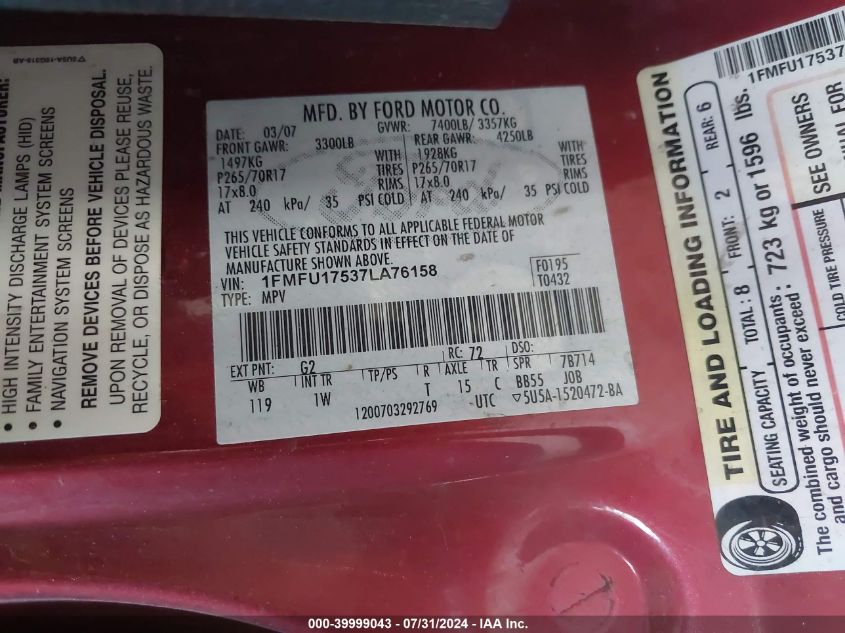 5U5A-19G318-AB
MANUFACTURER:
• HIGH INTENSITY DISCHARGE LAMPS (HID)
• FAMILY ENTERTAINMENT SYSTEM SCREENS
• NAVIGATION SYSTEM SCREENS
REMOVE DEVICES BEFORE VEHICLE DISPOSAL.
UPON REMOVAL OF DEVICES PLEASE REUSE,
RECYCLE, OR DISPOSE AS HAZARDOUS WASTE.
MFD. BY FORD MOTOR CO.
DATE: 03/07 GVWR: 7400LB/ 3357KG
FRONT GAWR: 3300LB REAR GAWR: 4250LB
1497KG WITH 1928KG WITH
P265/70R17 TIRES P265/70R17 TIRES
17x8.0 RIMS 17x8.0 RIMS
AT 240 kPa/ 35 PSI COLD AT 240 kPa/ 35 PSI COLD
Ford
THIS VEHICLE CONFORMS TO ALL APPLICABLE FEDERAL MOTOR
VEHICLE SAFETY STANDARDS IN EFFECT ON THE DATE OF
MANUFACTURE SHOWN ABOVE.
VIN: 1FMFU17537LA76158 F0195
TYPE: MPV T0432
EXT PNT: G2 RC: 72 DSO:
WB INT TR TP/PS R AXLE TR SPR 7B714
119 1W T 15 C BB55 JOB
1200703292769 UTC 5U5A-1520472-BA
1FMFU17537
TIRE AND LOADING INFORMATION
SEATING CAPACITY TOTAL: 8 FRONT: 2 REAR: 6
The combined weight of occupants: 723 kg or 1596 lbs.
and cargo should never exceed:
COLD TIRE PRESSURE
SEE OWNERS
FOR
000-39999043 - 07/31/2024 - IAA Inc.